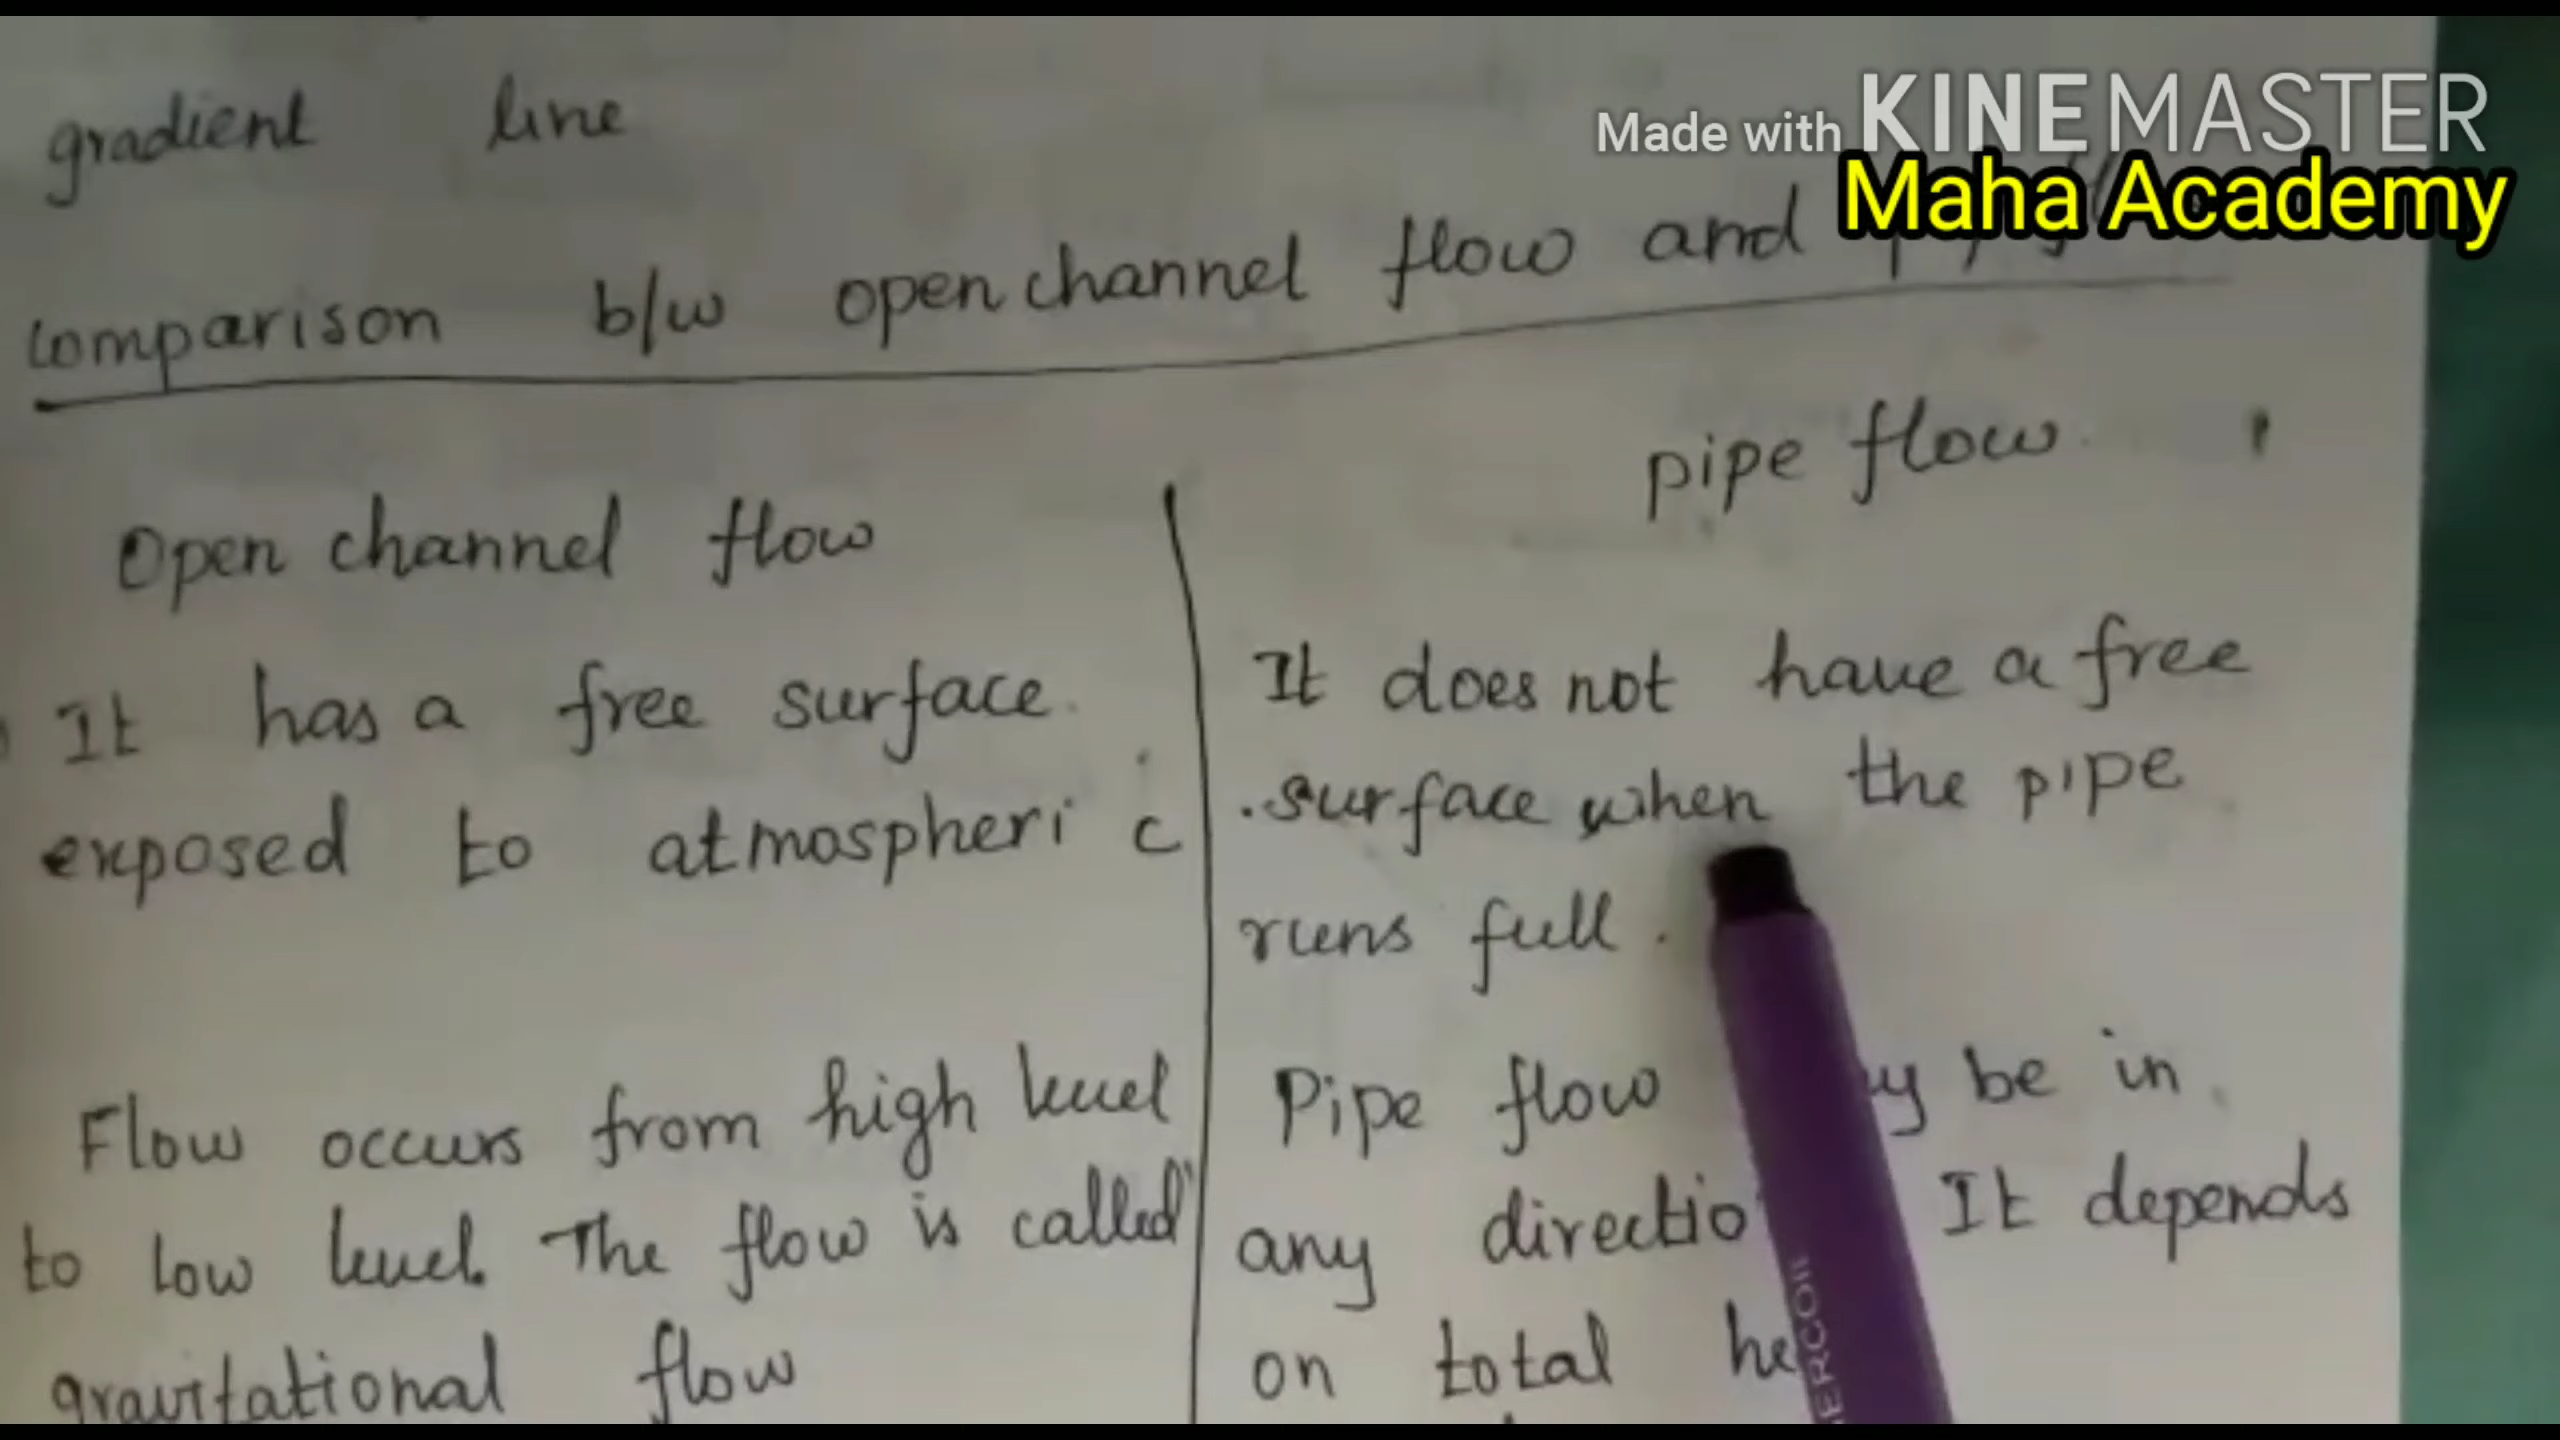 Made with KINEMASTER
Maha Academy
gradient line
comparison b/w open channel flow and
Open channel flow
It has a free surface.
exposed to atmospheric
Flow occurs from high level
to low level. The flow is called
gravitational flow
pipe flow
It does not have a free
surface when the pipe
runs full.
Pipe flow be in
any It depends
on total